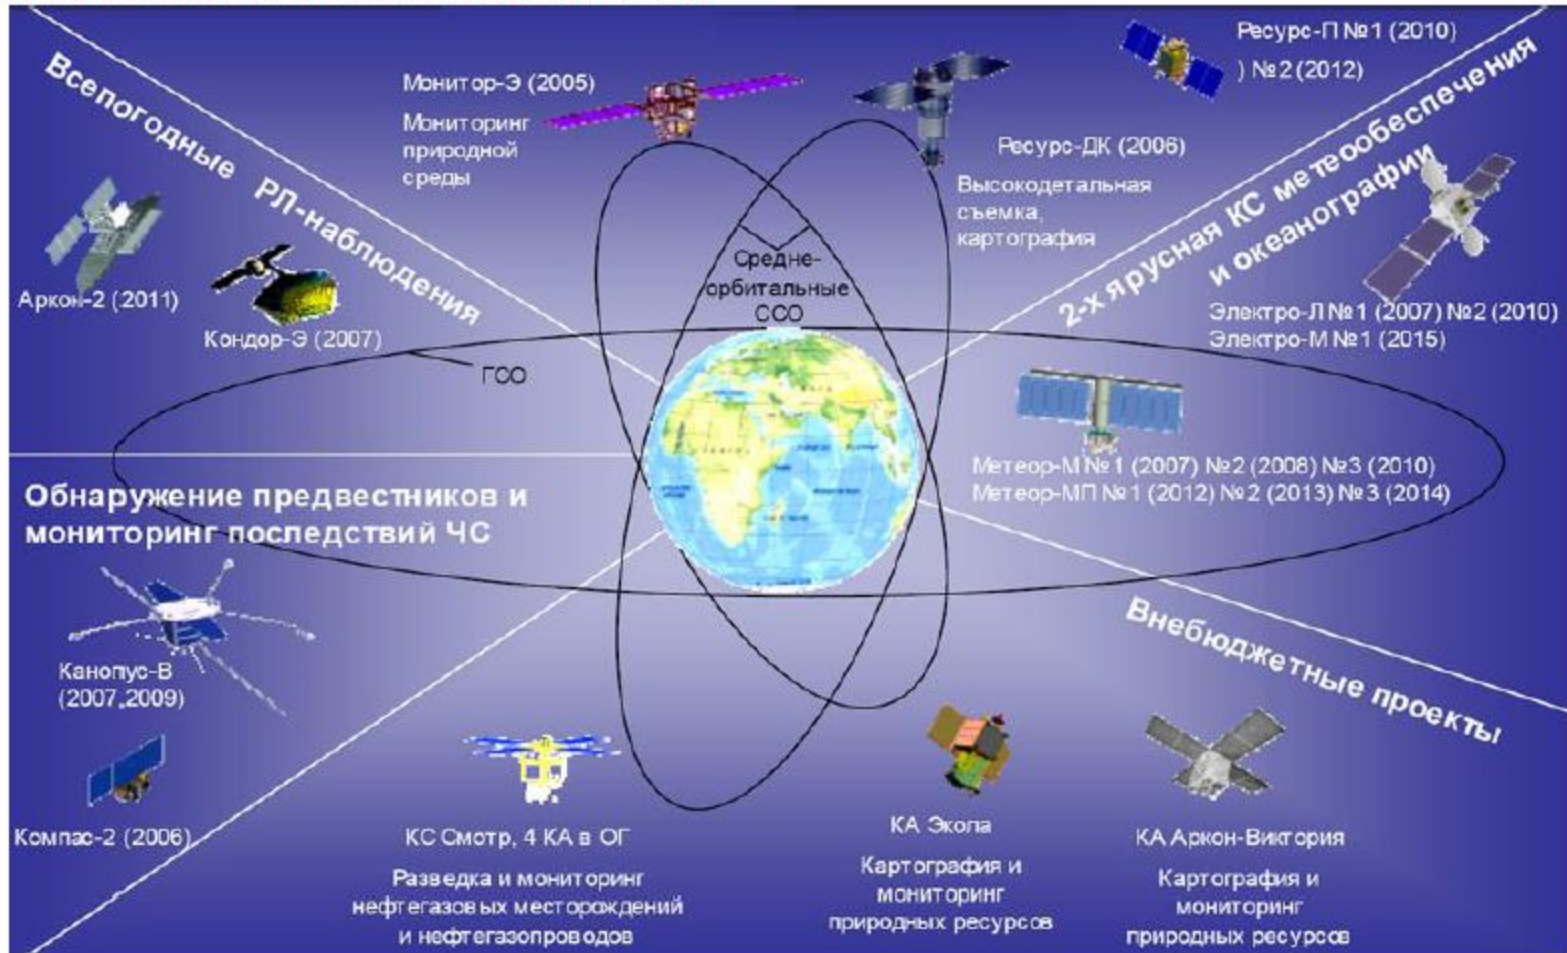 Всепогодные РЛ-наблюдения
Аркон-2 (2011)
Кондор-Э (2007)
ГСО
Монитор-Э (2005)
Мониторинг
природной
среды
Средне-
орбитальные
ССО
Ресурс-ДК (2006)
Высокодетальная
съемка,
картография
Ресурс-П №1 (2010)
) №2 (2012)
2-х ярусная КС метеообеспечения
и океанографии
Электро-Л №1 (2007) №2 (2010)
Электро-М №1 (2015)
Метеор-М №1 (2007) №2 (2008) №3 (2010)
Метеор-МП №1 (2012) №2 (2013) №3 (2014)
Обнаружение предвестников и
мониторинг последствий ЧС
Канопус-В
(2007,,2009)
Компас-2 (2006)
Внебюджетные проекты
КС Смотр, 4 КА в ОГ
Разведка и мониторинг
нефтегазовых месторождений
и нефтегазопроводов
КА Экола
Картография и
мониторинг
природных ресурсов
КА Аркон-Виктория
Картография и
мониторинг
природных ресурсов